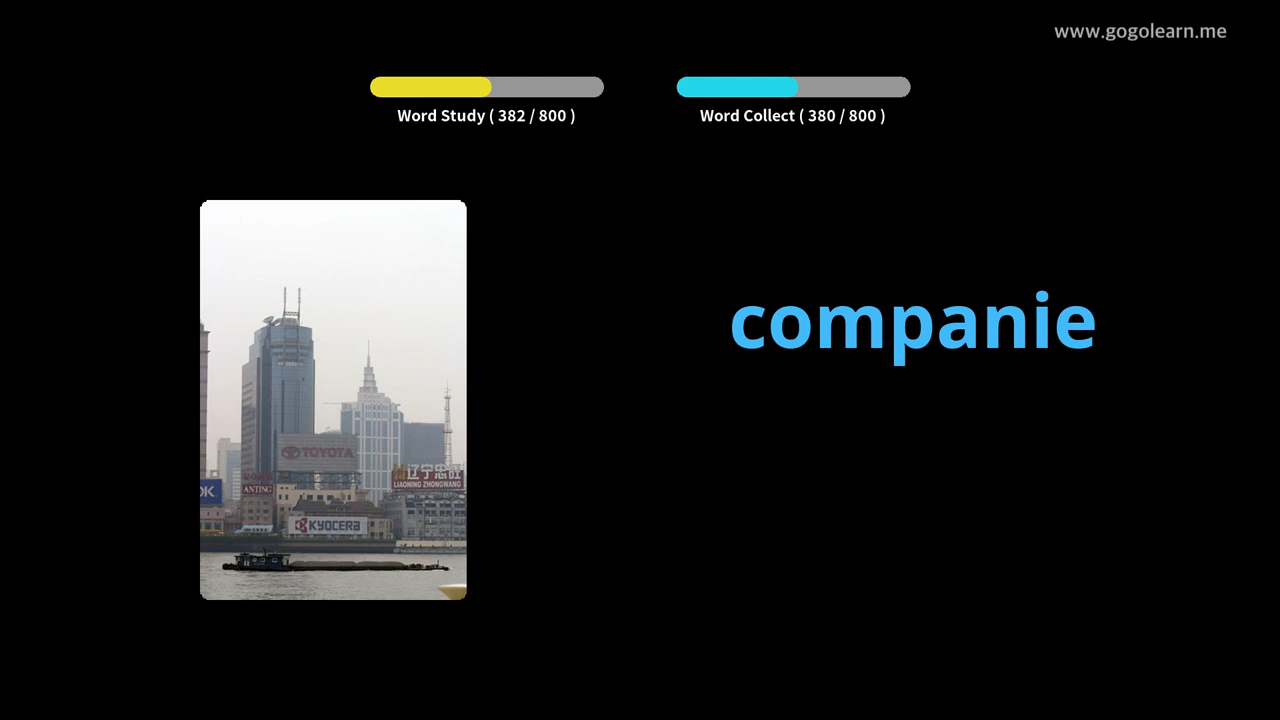 www.gogolearn.me
Word Study ( 382 / 800 )
Word Collect ( 380 / 800 )
companie
TOYOTA
辽宁忠旺
LIAONING ZHONGWANG
ANTING
OK
KYOCERA